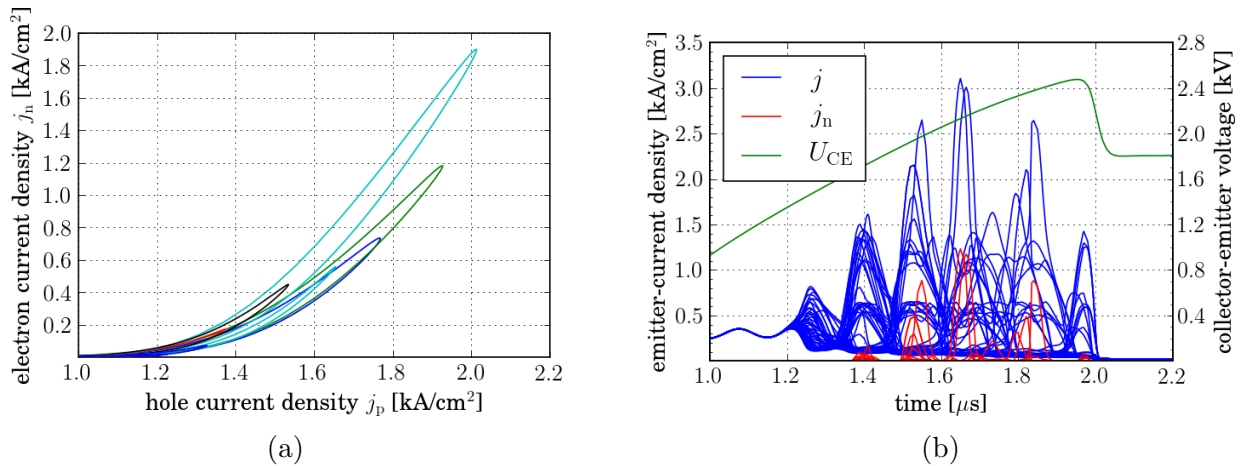 2.0
1.8
1.6
1.4
1.2
1.0
0.8
0.6
0.4
0.2
1.0 1.2 1.4 1.6 1.8 2.0 2.2
electron current density jn [kA/cm²]
hole current density jp [kA/cm²]
(a)
3.5
3.0
2.5
2.0
1.5
1.0
0.5
emitter-current density [kA/cm²]
j
jn
UCE
2.8
2.4
2.0
1.6
1.2
0.8
0.4
collector-emitter voltage [kV]
1.0 1.2 1.4 1.6 1.8 2.0 2.2
time [μs]
(b)